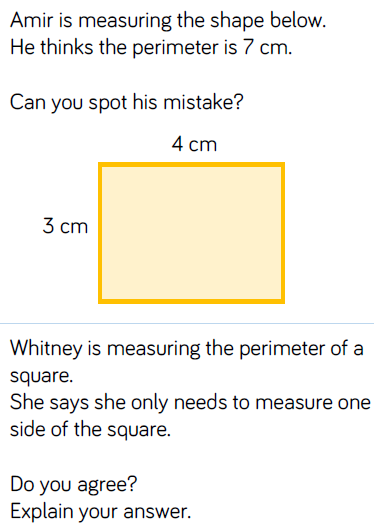 Amir is measuring the shape below.
He thinks the perimeter is 7 cm.
Can you spot his mistake?
4 cm
3 cm
Whitney is measuring the perimeter of a
square.
She says she only needs to measure one
side of the square.
Do you agree?
Explain your answer.